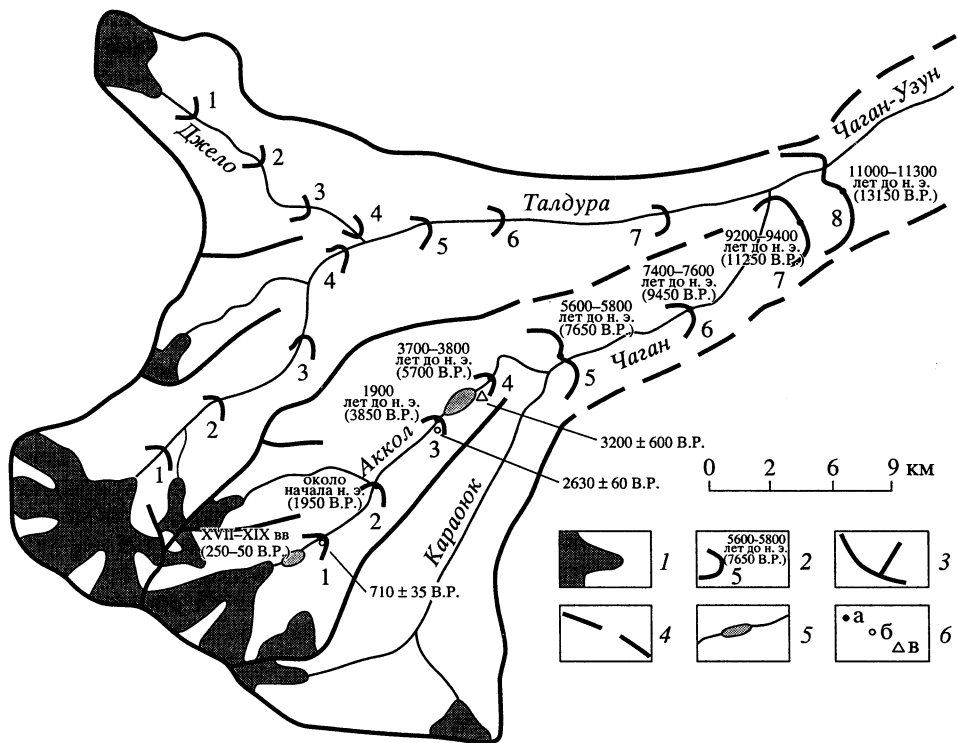 1
Джело
2
3
4
Талдура
Чаган-Узун
11000–11300
лет до н. э.
(13150 В.Р.)
8
5
6
7
9200–9400
лет до н. э.
(11250 В.Р.)
7
4
7400–7600
лет до н. э.
(9450 В.Р.)
6
5600–5800
лет до н. э.
(7650 В.Р.)
Чаган
5
3
3700–3800
лет до н. э.
(5700 В.Р.)
4
1900
лет до н. э.
(3850 В.Р.)
3
3200 ± 600 В.Р.
2
Аккол
1
2630 ± 60 В.Р.
около
начала н. э.
(1950 В.Р.)
2
Караоюк
XVII–XIX вв
(250–50 В.Р.)
1
710 ± 35 В.Р.
0 2 9 км
1
5600-5800
лет до н. э.
(7650 В.Р.)
5
2
3
4
5
а
б
в
6